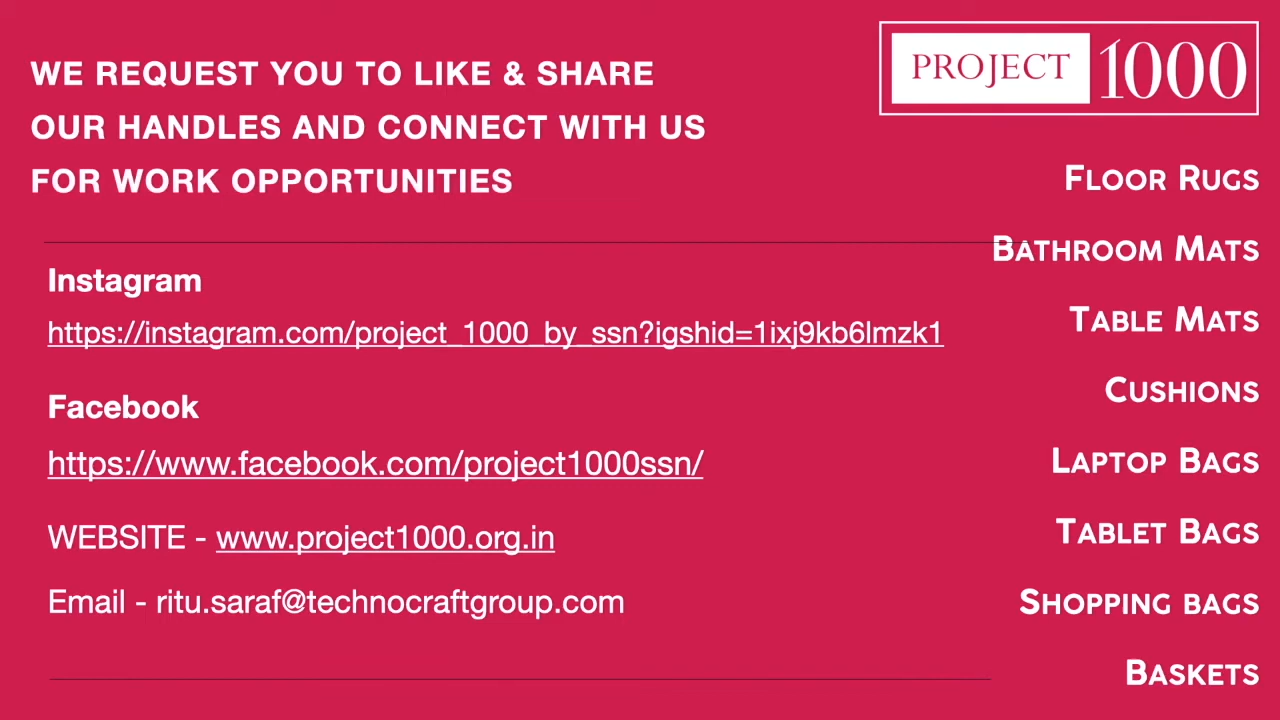 WE REQUEST YOU TO LIKE & SHARE
OUR HANDLES AND CONNECT WITH US
FOR WORK OPPORTUNITIES
Instagram
https://instagram.com/project_1000_by_ssn?igshid=1ixj9kb6lmzk1
Facebook
https://www.facebook.com/project1000ssn/
WEBSITE - www.project1000.org.in
Email - ritu.saraf@technocraftgroup.com
PROJECT 1000
FLOOR RUGS
BATHROOM MATS
TABLE MATS
CUSHIONS
LAPTOP BAGS
TABLET BAGS
SHOPPING BAGS
BASKETS